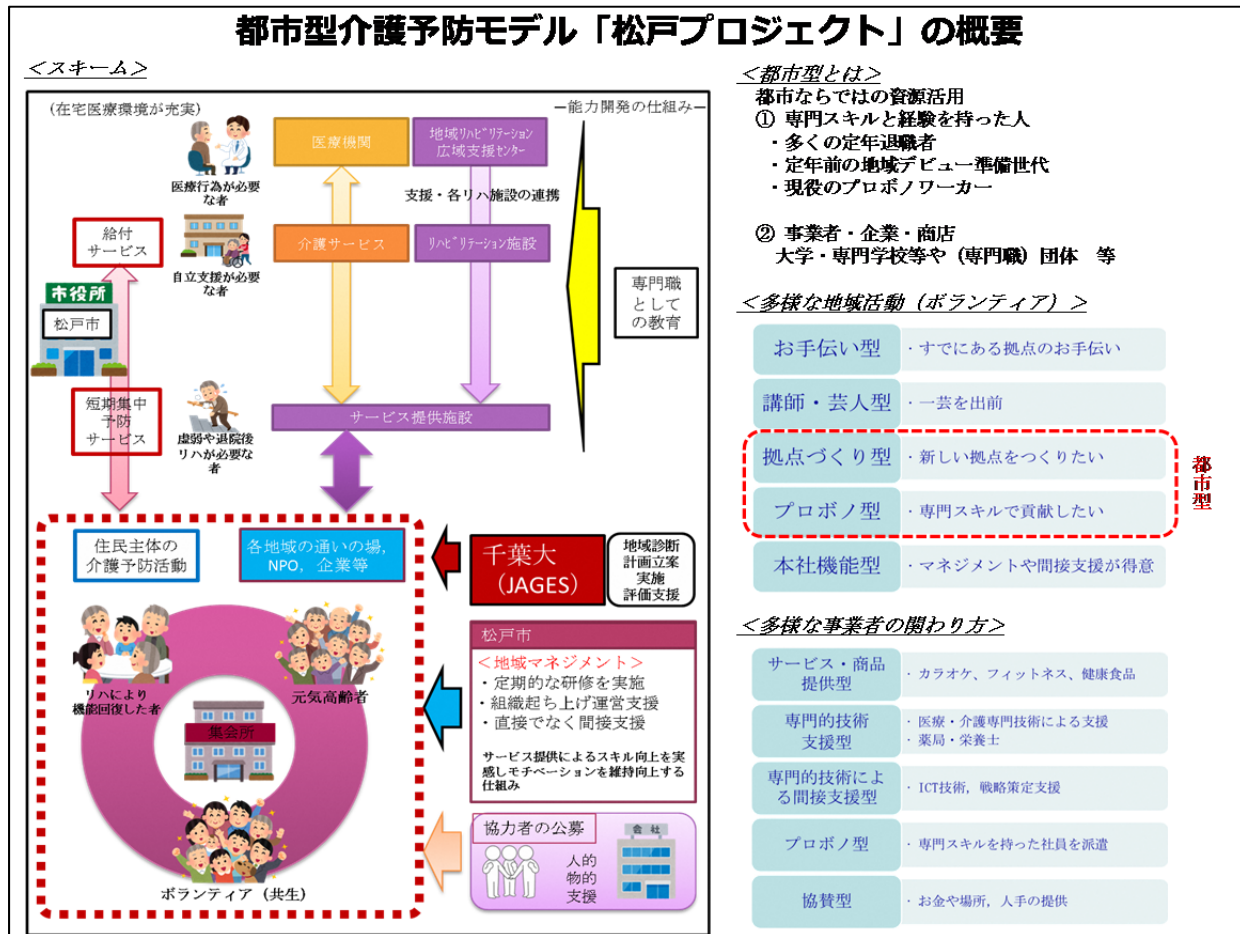 都市型介護予防モデル「松戸プロジェクト」の概要
＜スキーム＞
(在宅医療環境が充実)
―能力開発の仕組み―
医療行為が必要
な者
医療機関
地域リハビリテーション
広域支援センター
支援・各リハ施設の連携
給付
サービス
自立支援が必要
な者
介護サービス
リハビリテーション施設
専門職
として
の教育
市役所
松戸市
短期集中
予防
サービス
虚弱や退院後
リハが必要な
者
サービス提供施設
住民主体の
介護予防活動
各地域の通いの場，
NPO，企業等
千葉大
（JAGES）
地域診断
計画立案
実施
評価支援
リハにより
機能回復した者
元気高齢者
集会所
ボランティア（共生）
松戸市
＜地域マネジメント＞
・定期的な研修を実施
・組織起ち上げ運営支援
・直接でなく間接支援
サービス提供によるスキル向上を実
感しモチベーションを維持向上する
仕組み
協力者の公募
人的
物的
支援
会社
＜都市型とは＞
都市ならではの資源活用
① 専門スキルと経験を持った人
・多くの定年退職者
・定年前の地域デビュー準備世代
・現役のプロボノワーカー
② 事業者・企業・商店
大学・専門学校等や（専門職）団体　等
＜多様な地域活動（ボランティア）＞
お手伝い型
・すでにある拠点のお手伝い
講師・芸人型
・一芸を出前
拠点づくり型
・新しい拠点をつくりたい
プロボノ型
・専門スキルで貢献したい
都市型
本社機能型
・マネジメントや間接支援が得意
＜多様な事業者の関わり方＞
サービス・商品
提供型
・カラオケ、フィットネス、健康食品
専門的技術
支援型
・医療・介護専門技術による支援
・薬局・栄養士
専門的技術によ
る間接支援型
・ICT技術，戦略策定支援
プロボノ型
・専門スキルを持った社員を派遣
協賛型
・お金や場所，人手の提供